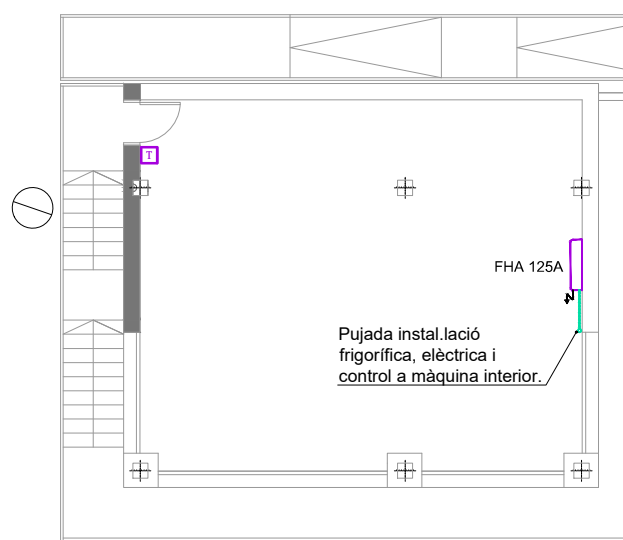 T
FHA 125A
Pujada instal.lació
frigorífica, elèctrica i
control a màquina interior.